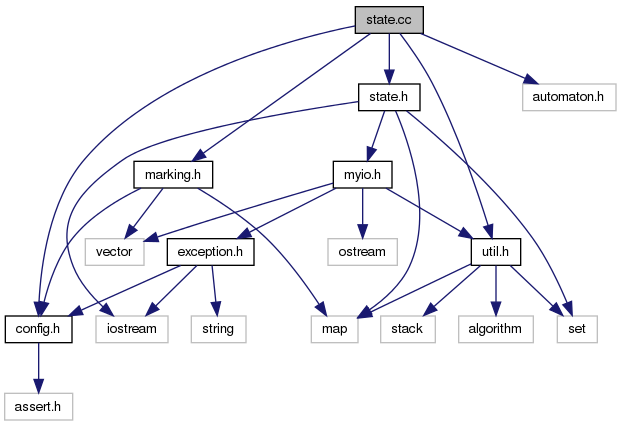 state.cc
state.h
automaton.h
marking.h
myio.h
vector
exception.h
ostream
util.h
config.h
iostream
string
map
stack
algorithm
set
assert.h